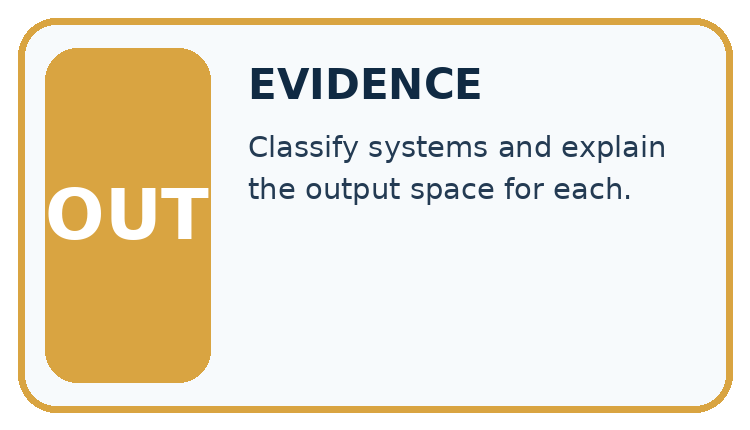 OUT
EVIDENCE
Classify systems and explain
the output space for each.